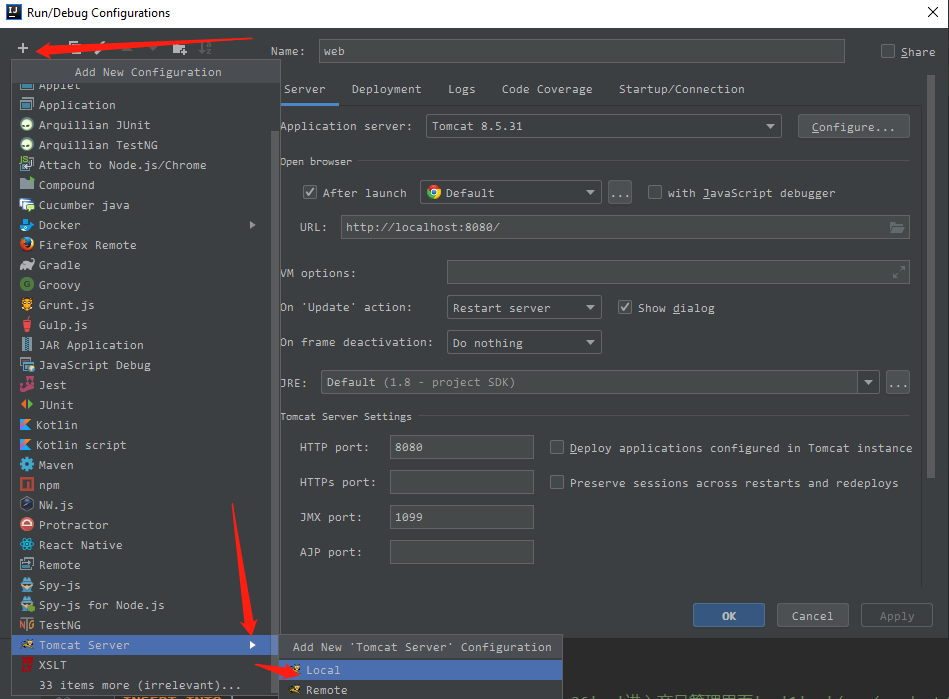 Run/Debug Configurations
Add New Configuration
Applet
Application
Arquillian JUnit
Arquillian TestNG
Attach to Node.js/Chrome
Compound
Cucumber java
Docker
Firefox Remote
Gradle
Groovy
Grunt.js
Gulp.js
JAR Application
JavaScript Debug
Jest
JUnit
Kotlin
Kotlin script
Maven
npm
NW.js
Protractor
React Native
Remote
Spy-js
Spy-js for Node.js
TestNG
Tomcat Server
XSLT
33 items more (irrelevant)...
Name: web
Share
Server Deployment Logs Code Coverage Startup/Connection
Application server: Tomcat 8.5.31 Configure...
Open browser
After launch Default ... with JavaScript debugger
URL: http://localhost:8080/
VM options:
On 'Update' action: Restart server Show dialog
On frame deactivation: Do nothing
JRE: Default (1.8 - project SDK) ...
Tomcat Server Settings
HTTP port: 8080 Deploy applications configured in Tomcat instance
HTTPs port: Preserve sessions across restarts and redeploys
JMX port: 1099
AJP port:
OK Cancel Apply
Add New 'Tomcat Server' Configuration
Local
Remote